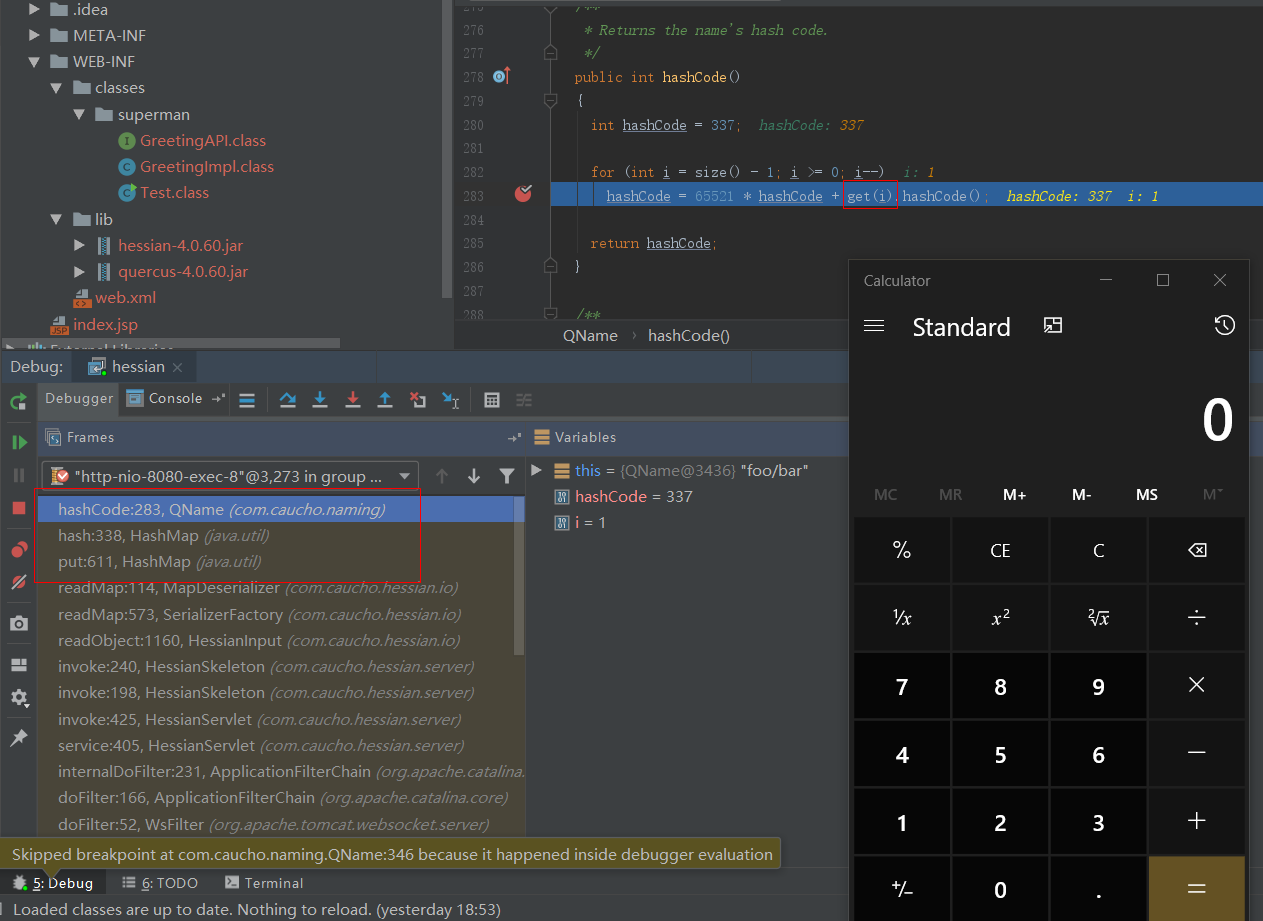 .idea
META-INF
WEB-INF
classes
superman
GreetingAPI.class
GreetingImpl.class
Test.class
lib
hessian-4.0.60.jar
quercus-4.0.60.jar
web.xml
index.jsp
External Libraries
275 /**
276 * Returns the name's hash code.
277 */
278 public int hashCode()
279 {
280 int hashCode = 337; hashCode: 337
281
282 for (int i = size() - 1; i >= 0; i--) i: 1
283 hashCode = 65521 * hashCode + get(i).hashCode(); hashCode: 337 i: 1
284
285 return hashCode;
286 }
287
288 /**
QName › hashCode()
Debug: hessian
Debugger Console
Frames
"http-nio-8080-exec-8"@3,273 in group ...
hashCode:283, QName (com.caucho.naming)
hash:338, HashMap (java.util)
put:611, HashMap (java.util)
readMap:114, MapDeserializer (com.caucho.hessian.io)
readMap:573, SerializerFactory (com.caucho.hessian.io)
readObject:1160, HessianInput (com.caucho.hessian.io)
invoke:240, HessianSkeleton (com.caucho.hessian.server)
invoke:198, HessianSkeleton (com.caucho.hessian.server)
invoke:425, HessianServlet (com.caucho.hessian.server)
service:405, HessianServlet (com.caucho.hessian.server)
internalDoFilter:231, ApplicationFilterChain (org.apache.catalina.
doFilter:166, ApplicationFilterChain (org.apache.catalina.core)
doFilter:52, WsFilter (org.apache.tomcat.websocket.server)
Variables
this = {QName@3436} "foo/bar"
hashCode = 337
i = 1
Skipped breakpoint at com.caucho.naming.QName:346 because it happened inside debugger evaluation
5: Debug 6: TODO Terminal
Loaded classes are up to date. Nothing to reload. (yesterday 18:53)
Calculator
Standard
0
MC MR M+ M- MS M˅
% CE C ⌫
¹/x x² ²√x ÷
7 8 9 ×
4 5 6 −
1 2 3 +
+/− 0 . =